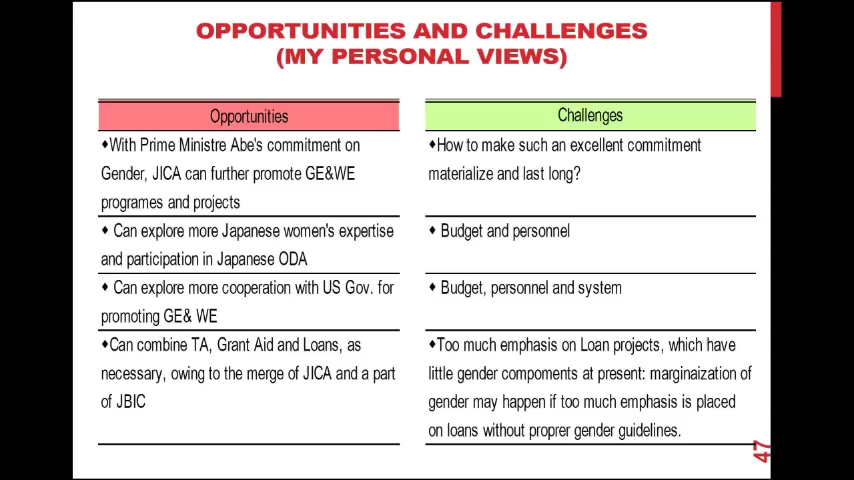 OPPORTUNITIES AND CHALLENGES
(MY PERSONAL VIEWS)
Opportunities
♦With Prime Ministre Abe's commitment on
Gender, JICA can further promote GE&WE
programes and projects
♦ Can explore more Japanese women's expertise
and participation in Japanese ODA
♦ Can explore more cooperation with US Gov. for
promoting GE& WE
♦Can combine TA, Grant Aid and Loans, as
necessary, owing to the merge of JICA and a part
of JBIC
Challenges
♦How to make such an excellent commitment
materialize and last long?
♦ Budget and personnel
♦ Budget, personnel and system
♦Too much emphasis on Loan projects, which have
little gender compoments at present: marginaization of
gender may happen if too much emphasis is placed
on loans without proprer gender guidelines.
47